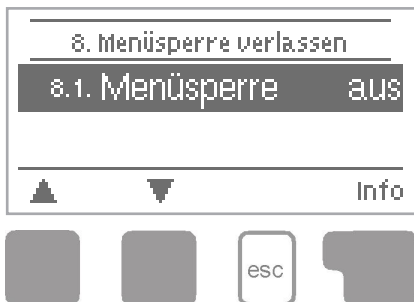 8. Menüsperre verlassen
8.1. Menüsperre aus
Info
esc